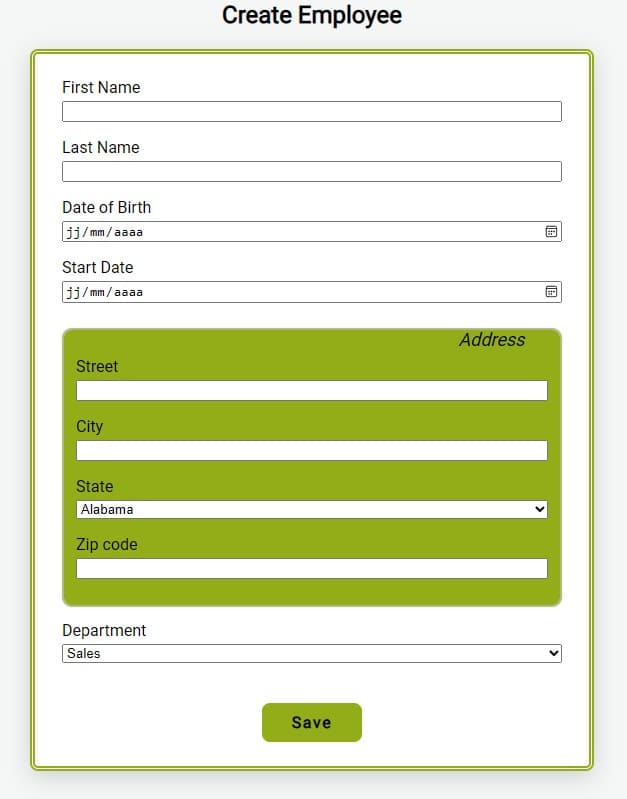 Create Employee
First Name
Last Name
Date of Birth
jj/mm/aaaa
Start Date
jj/mm/aaaa
Address
Street
City
State
Alabama
Zip code
Department
Sales
Save